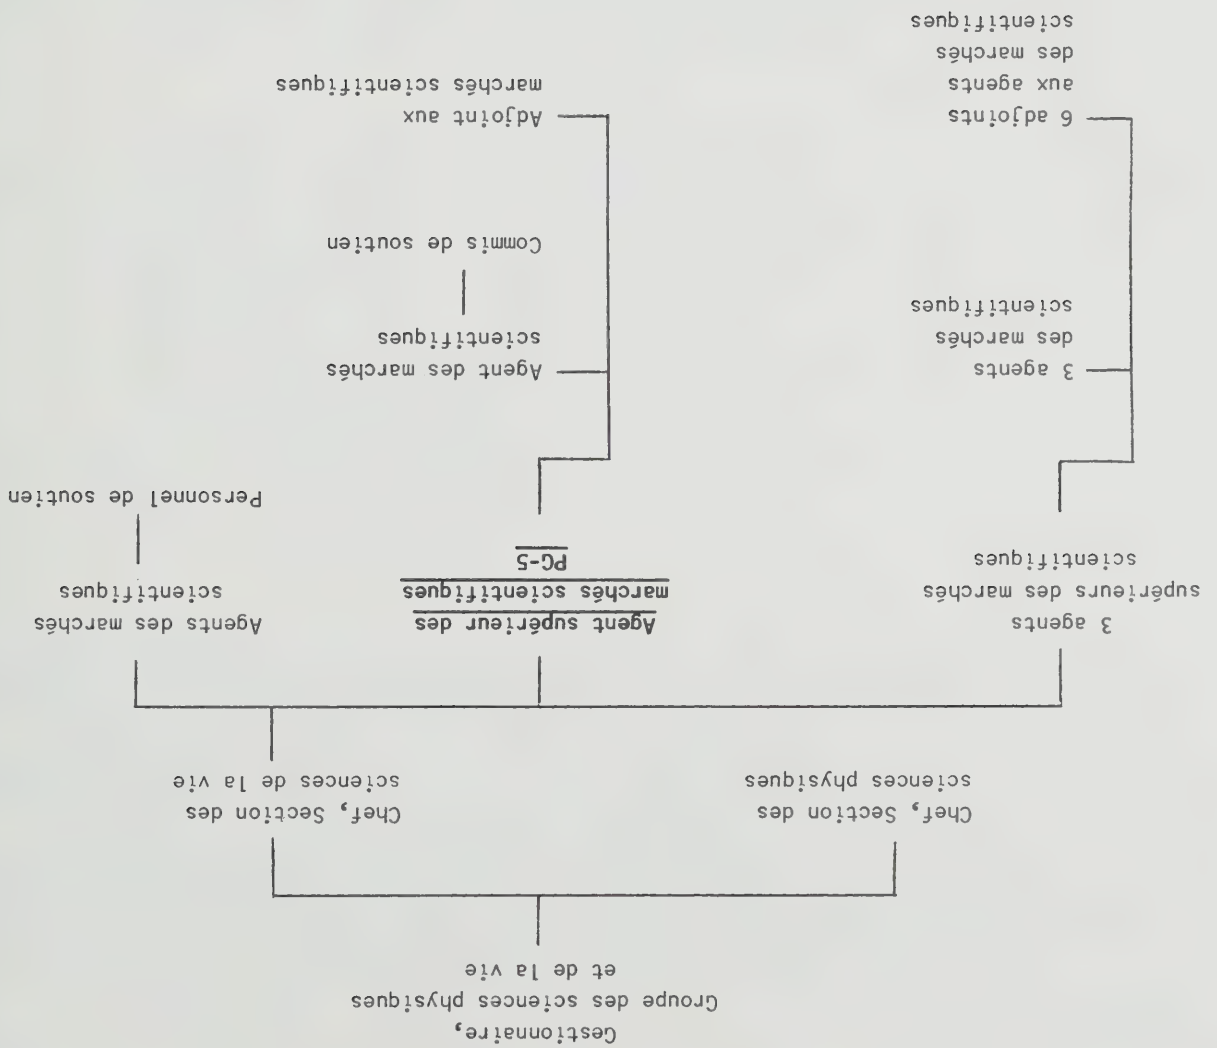 Gestionnaire,
Groupe des sciences physiques
et de la vie
Chef, Section des
sciences physiques
Chef, Section des
sciences de la vie
3 agents
supérieurs des marchés
scientifiques
Agent supérieur des
marchés scientifiques
PG-5
Agents des marchés
scientifiques
Personnel de soutien
3 agents
des marchés
scientifiques
6 adjoints
aux agents
des marchés
scientifiques
Agent des marchés
scientifiques
Commis de soutien
Adjoint aux
marchés scientifiques